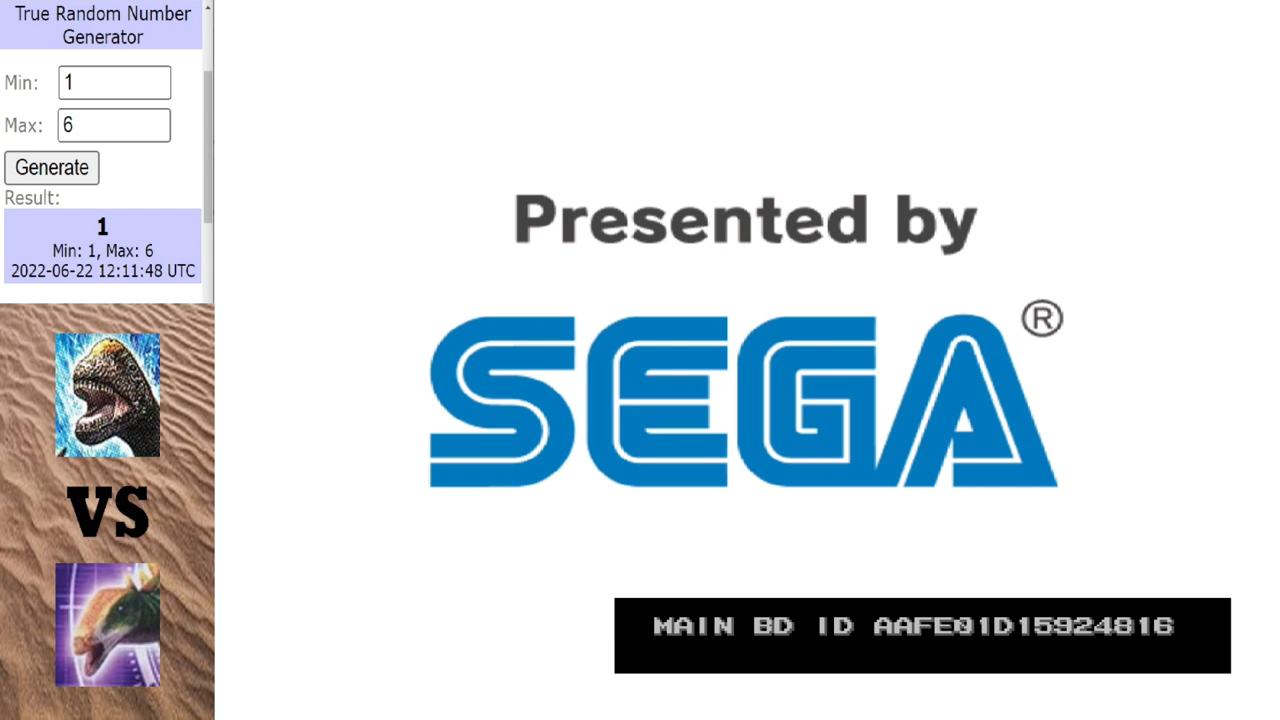 True Random Number
Generator
Min: 1
Max: 6
Generate
Result:
1
Min: 1, Max: 6
2022-06-22 12:11:48 UTC
VS
Presented by
SEGA®
MAIN BD ID AAFE01D15924816